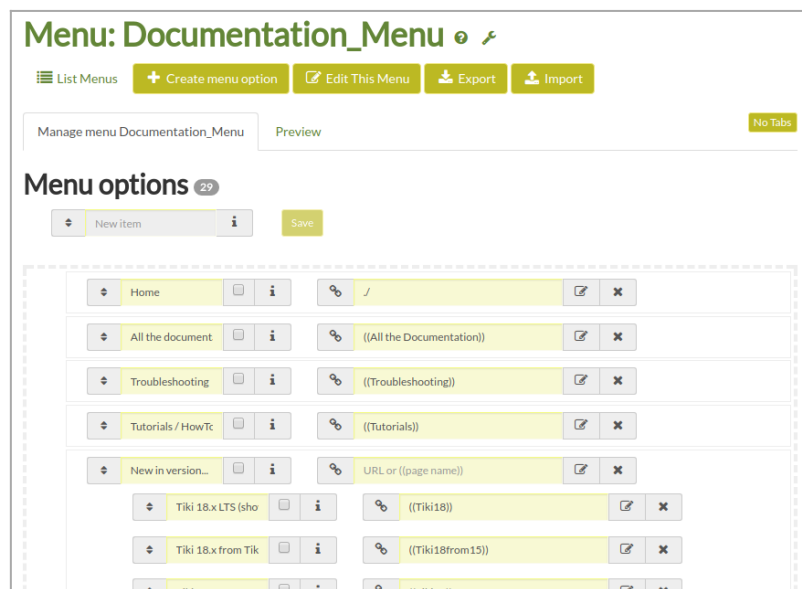 Menu: Documentation_Menu
List Menus Create menu option Edit This Menu Export Import
Manage menu Documentation_Menu Preview No Tabs
Menu options 29
New item Save
Home ./
All the document ((All the Documentation))
Troubleshooting ((Troubleshooting))
Tutorials / HowTo ((Tutorials))
New in version... URL or ((page name))
Tiki 18.x LTS (sho ((Tiki18))
Tiki 18.x from Tik ((Tiki18from15))